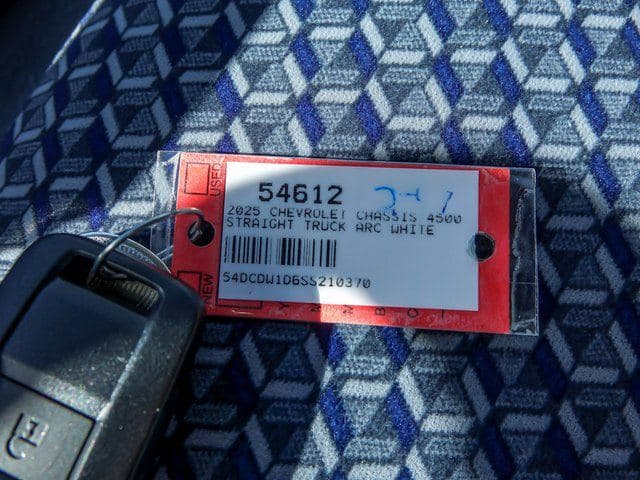 USED
54612
2025 CHEVROLET CHASSIS 4500
STRAIGHT TRUCK ARC WHITE
54DCDW1D6SS210370
NEW